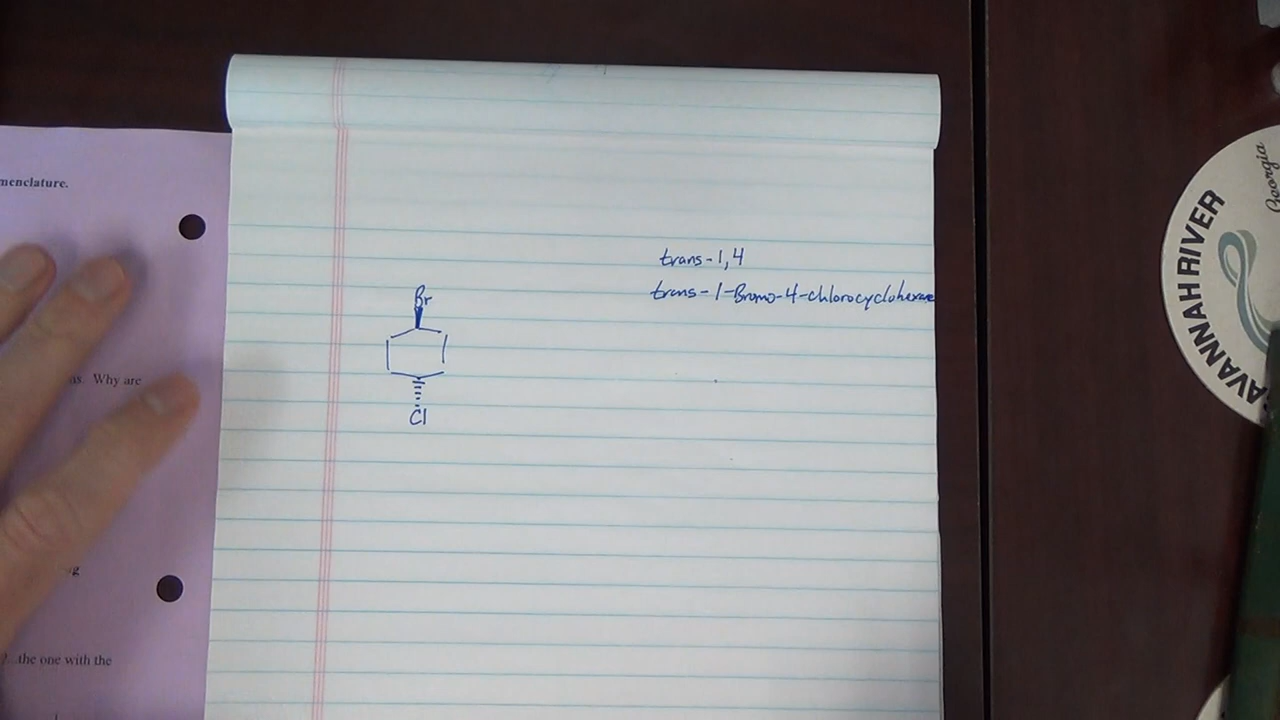 menclature.
as. Why are
g
?...the one with the
trans-1,4
trans-1-Bromo-4-chlorocyclohexane
Br
Cl
SAVANNAH RIVER
Georgia